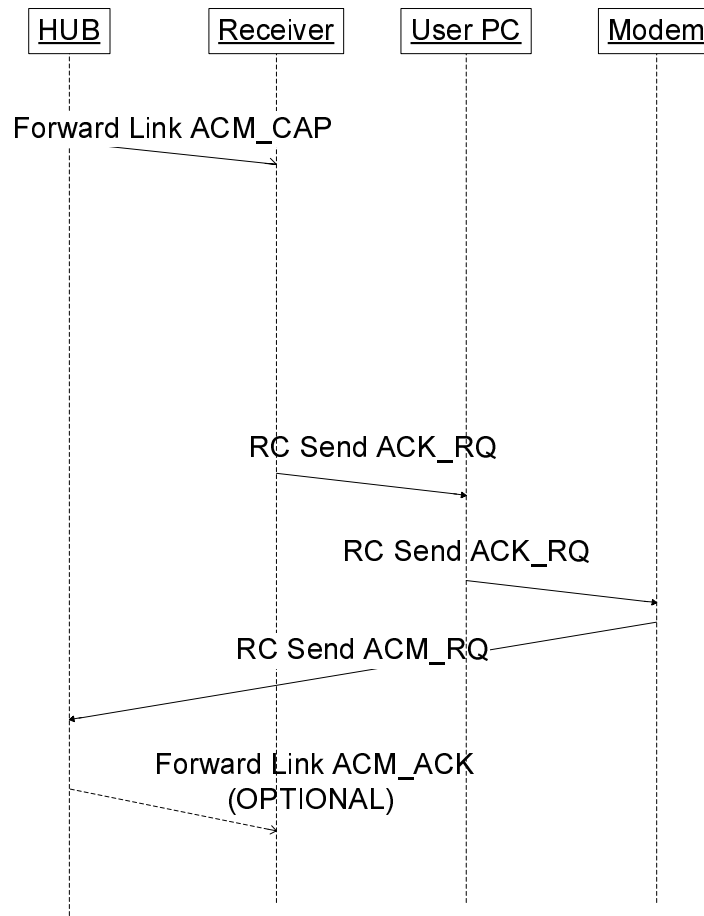 HUB
Receiver
User PC
Modem
Forward Link ACM_CAP
RC Send ACK_RQ
RC Send ACK_RQ
RC Send ACM_RQ
Forward Link ACM_ACK
(OPTIONAL)